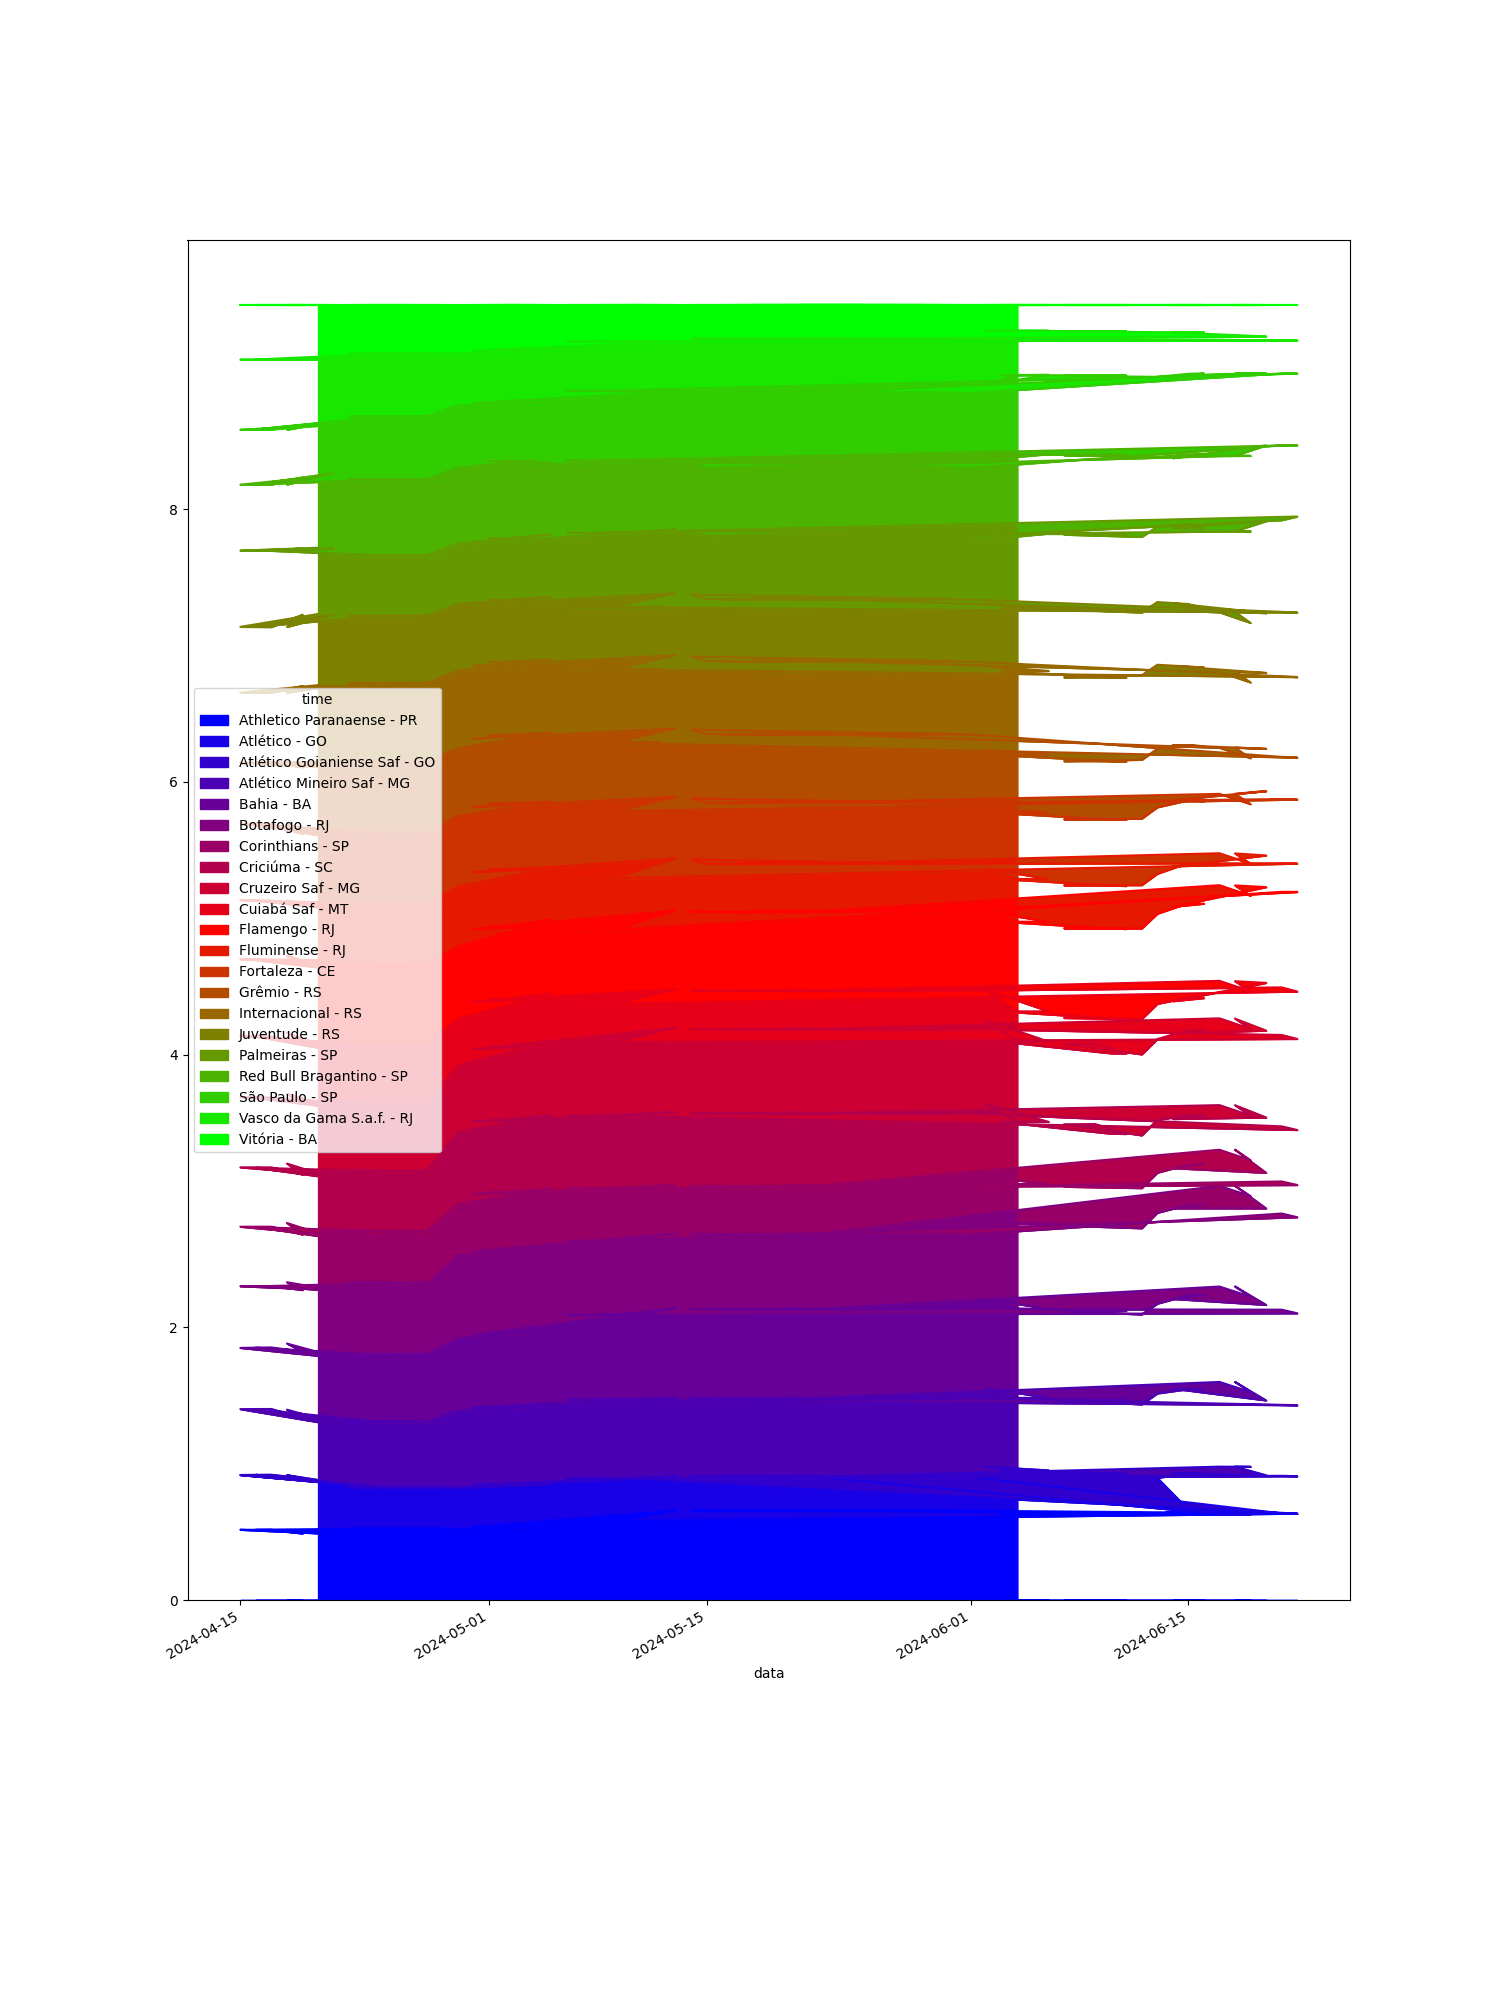 8
6
4
2
0
time
Athletico Paranaense - PR
Atlético - GO
Atlético Goianiense Saf - GO
Atlético Mineiro Saf - MG
Bahia - BA
Botafogo - RJ
Corinthians - SP
Criciúma - SC
Cruzeiro Saf - MG
Cuiabá Saf - MT
Flamengo - RJ
Fluminense - RJ
Fortaleza - CE
Grêmio - RS
Internacional - RS
Juventude - RS
Palmeiras - SP
Red Bull Bragantino - SP
São Paulo - SP
Vasco da Gama S.a.f. - RJ
Vitória - BA
2024-04-15
2024-05-01
2024-05-15
2024-06-01
2024-06-15
data